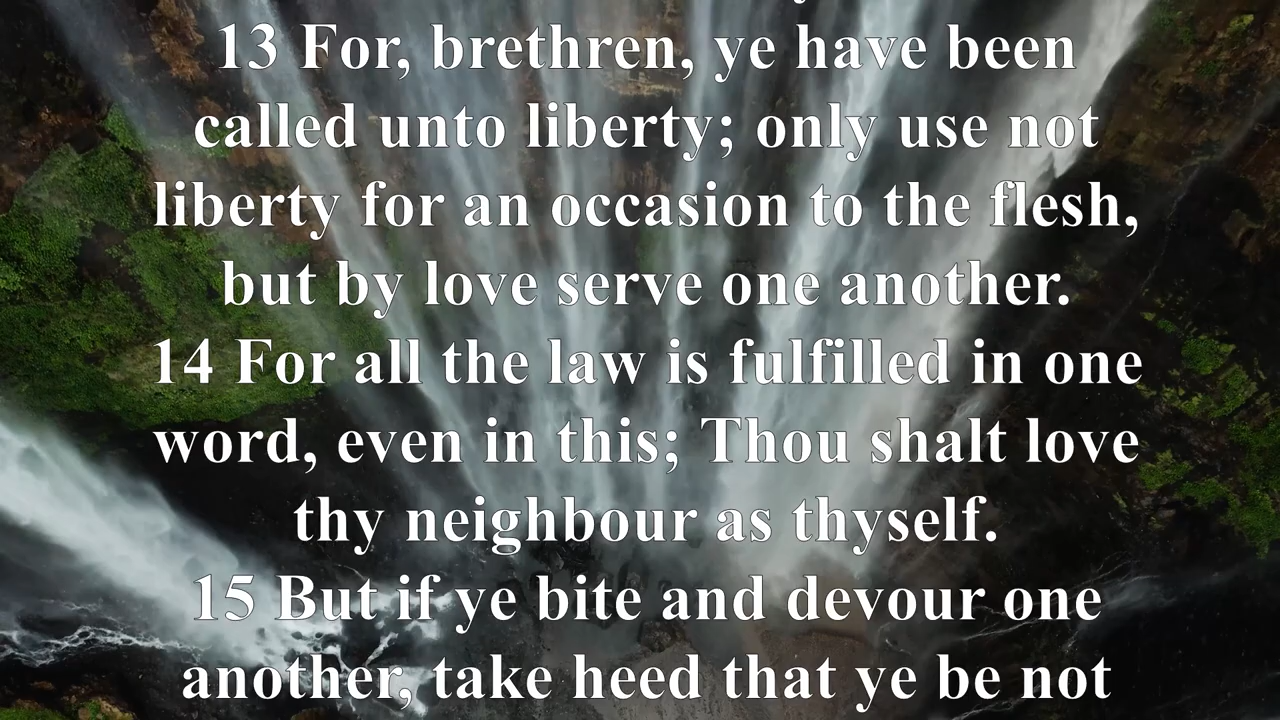 13 For, brethren, ye have been
called unto liberty; only use not
liberty for an occasion to the flesh,
but by love serve one another.
14 For all the law is fulfilled in one
word, even in this; Thou shalt love
thy neighbour as thyself.
15 But if ye bite and devour one
another, take heed that ye be not